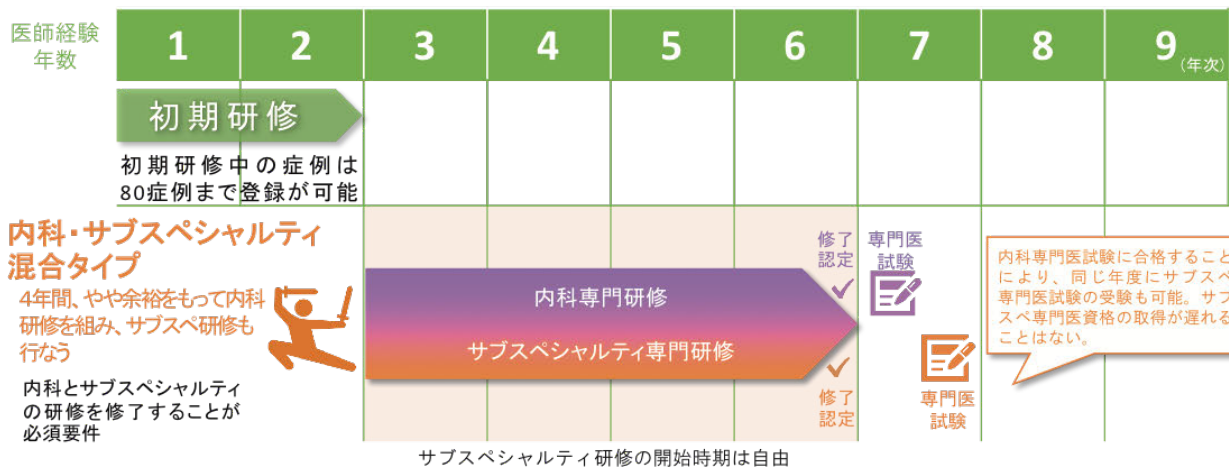 医師経験
年数
1 2 3 4 5 6 7 8 9(年次)
初期研修
初期研修中の症例は
80症例まで登録が可能
内科・サブスペシャルティ
混合タイプ
4年間、やや余裕をもって内科
研修を組み、サブスペ研修も
行なう
内科とサブスペシャルティ
の研修を修了することが
必須要件
内科専門研修
サブスペシャルティ専門研修
修了
認定
専門医
試験
修了
認定
専門医
試験
内科専門医試験に合格すること
により、同じ年度にサブスペ
専門医試験の受験も可能。サブ
スペ専門医資格の取得が遅れる
ことはない。
サブスペシャルティ研修の開始時期は自由